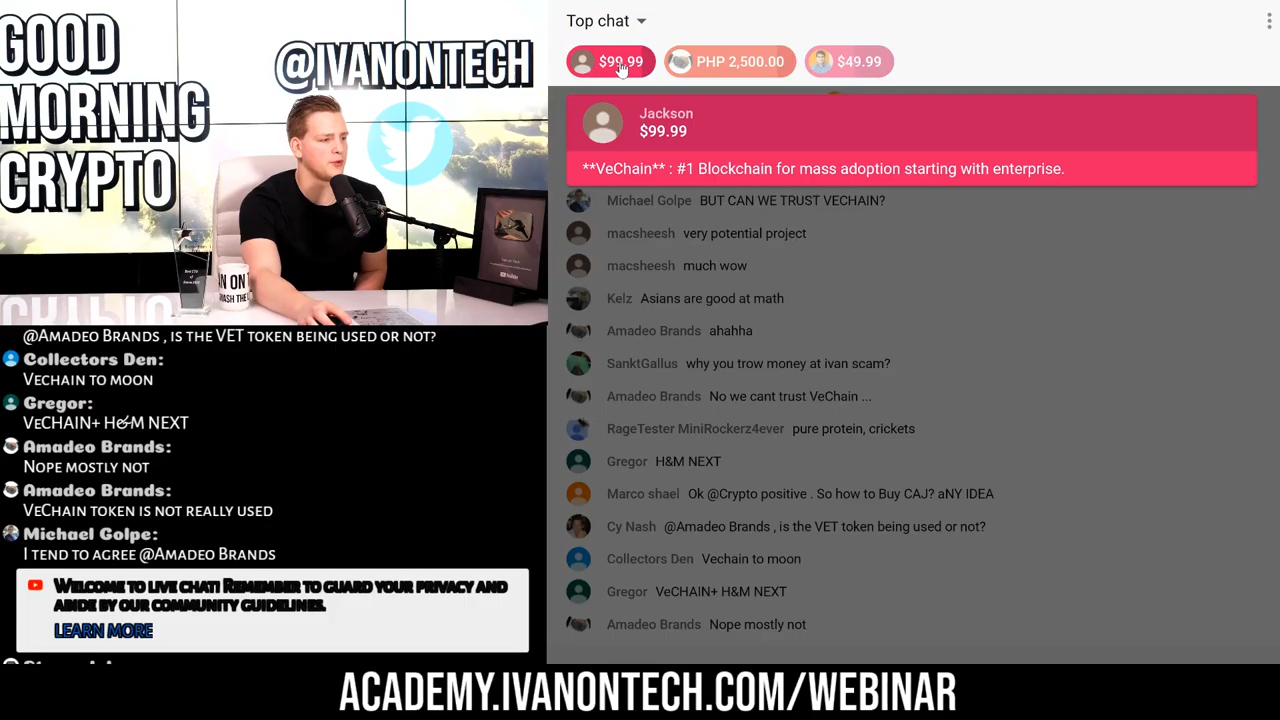 GOOD
MORNING
CRYPTO
@IVANONTECH
@Amadeo Brands , is the VET token being used or not?
Collectors Den:
Vechain to moon
Gregor:
VeCHAIN+ H&M NEXT
Amadeo Brands:
Nope mostly not
Amadeo Brands:
VeChain token is not really used
Michael Golpe:
I tend to agree @Amadeo Brands
Welcome to live chat! Remember to guard your privacy and
abide by our community guidelines.
LEARN MORE
Top chat
$99.99
PHP 2,500.00
$49.99
Jackson
$99.99
**VeChain** : #1 Blockchain for mass adoption starting with enterprise.
Michael Golpe BUT CAN WE TRUST VECHAIN?
macsheesh very potential project
macsheesh much wow
Kelz Asians are good at math
Amadeo Brands ahahha
SanktGallus why you trow money at ivan scam?
Amadeo Brands No we cant trust VeChain ...
RageTester MiniRockerz4ever pure protein, crickets
Gregor H&M NEXT
Marco shael Ok @Crypto positive . So how to Buy CAJ? aNY IDEA
Cy Nash @Amadeo Brands , is the VET token being used or not?
Collectors Den Vechain to moon
Gregor VeCHAIN+ H&M NEXT
Amadeo Brands Nope mostly not
ACADEMY.IVANONTECH.COM/WEBINAR